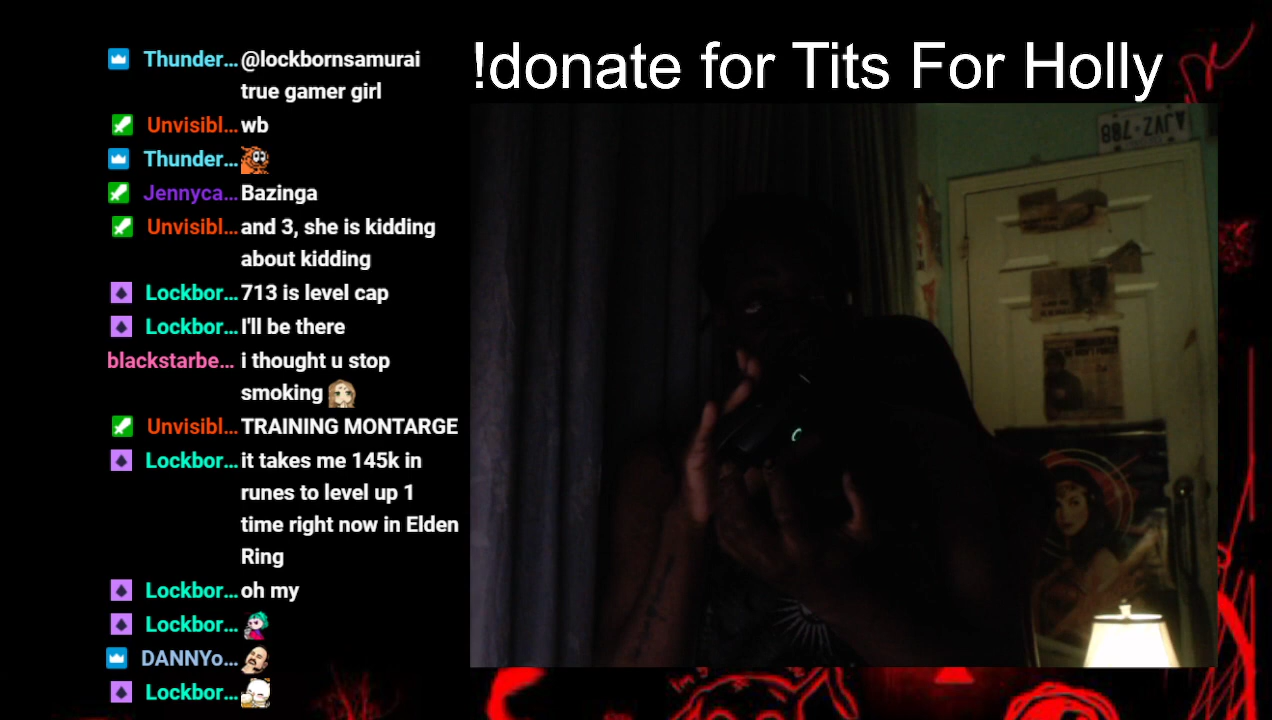 !donate for Tits For Holly
Thunder… @lockbornsamurai
true gamer girl
Unvisibl… wb
Thunder…
Jennyca… Bazinga
Unvisibl… and 3, she is kidding
about kidding
Lockbor… 713 is level cap
Lockbor… I'll be there
blackstarbe… i thought u stop
smoking
Unvisibl… TRAINING MONTARGE
Lockbor… it takes me 145k in
runes to level up 1
time right now in Elden
Ring
Lockbor… oh my
Lockbor…
DANNYo…
Lockbor…